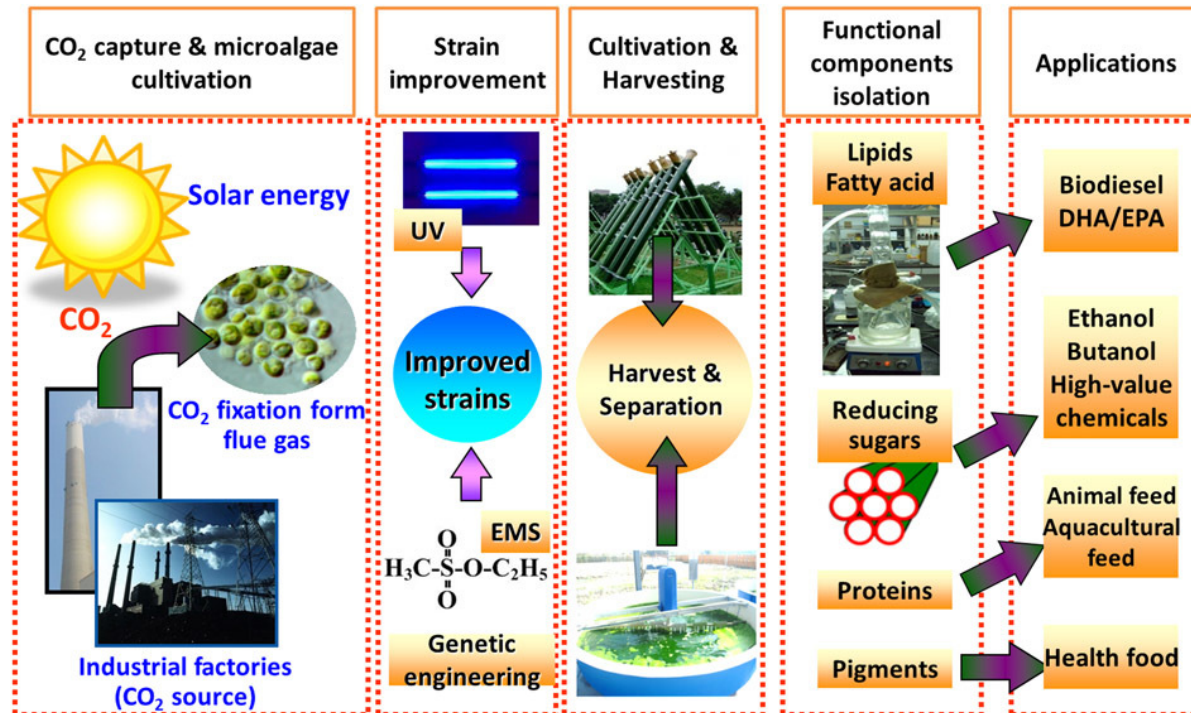 CO₂ capture & microalgae
cultivation
Strain
improvement
Cultivation &
Harvesting
Functional
components
isolation
Applications
Solar energy
CO₂
CO₂ fixation form
flue gas
Industrial factories
(CO₂ source)
UV
Improved
strains
EMS
O
H₃C-S-O-C₂H₅
O
Genetic
engineering
Harvest &
Separation
Lipids
Fatty acid
Reducing
sugars
Proteins
Pigments
Biodiesel
DHA/EPA
Ethanol
Butanol
High-value
chemicals
Animal feed
Aquacultural
feed
Health food